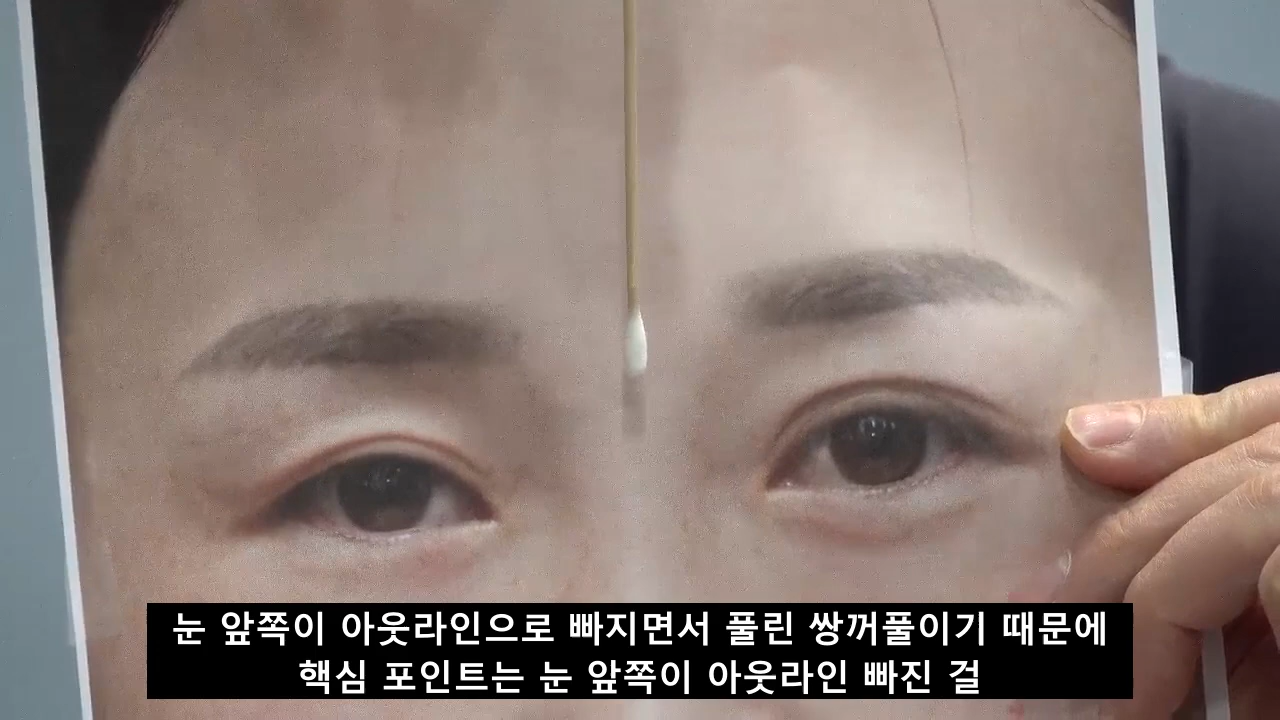 눈 앞쪽이 아웃라인으로 빠지면서 풀린 쌍꺼풀이기 때문에
핵심 포인트는 눈 앞쪽이 아웃라인 빠진 걸